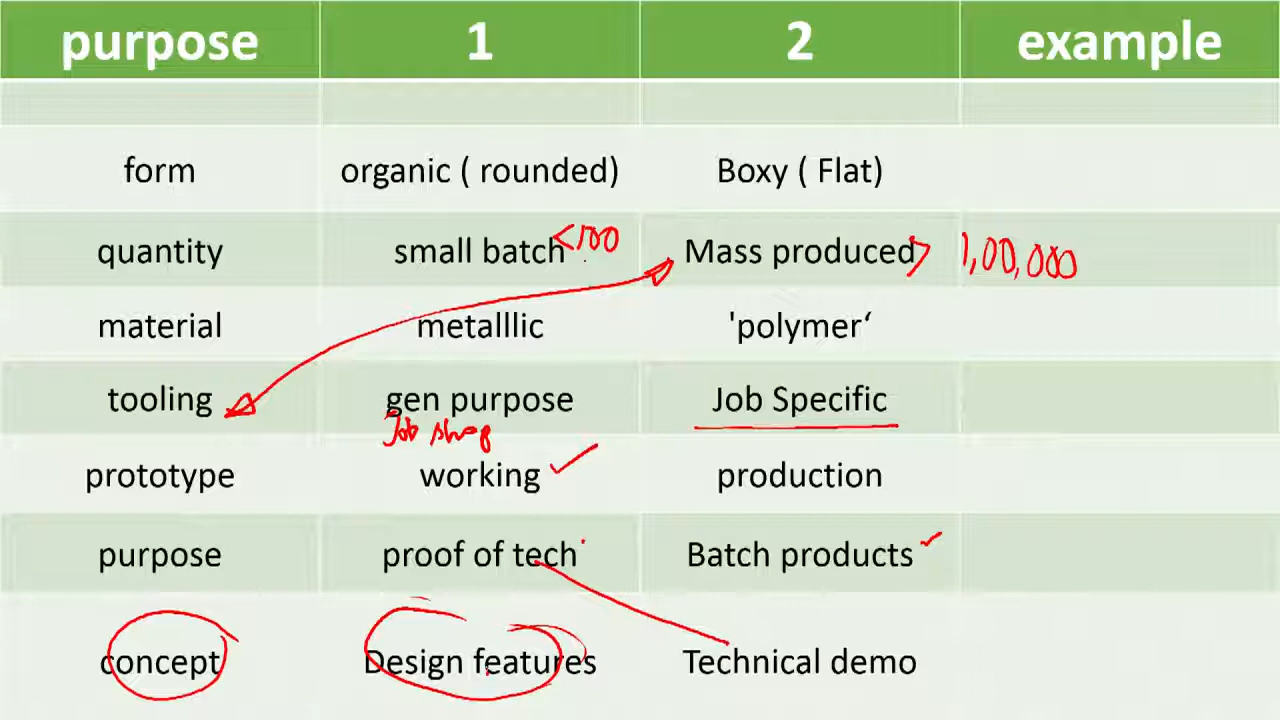 purpose 1 2 example
form organic ( rounded) Boxy ( Flat)
quantity small batch <100 Mass produced > 1,00,000
material metalllic 'polymer‘
tooling gen purpose Job Specific
Job shop
prototype working production
purpose proof of tech Batch products
concept Design features Technical demo